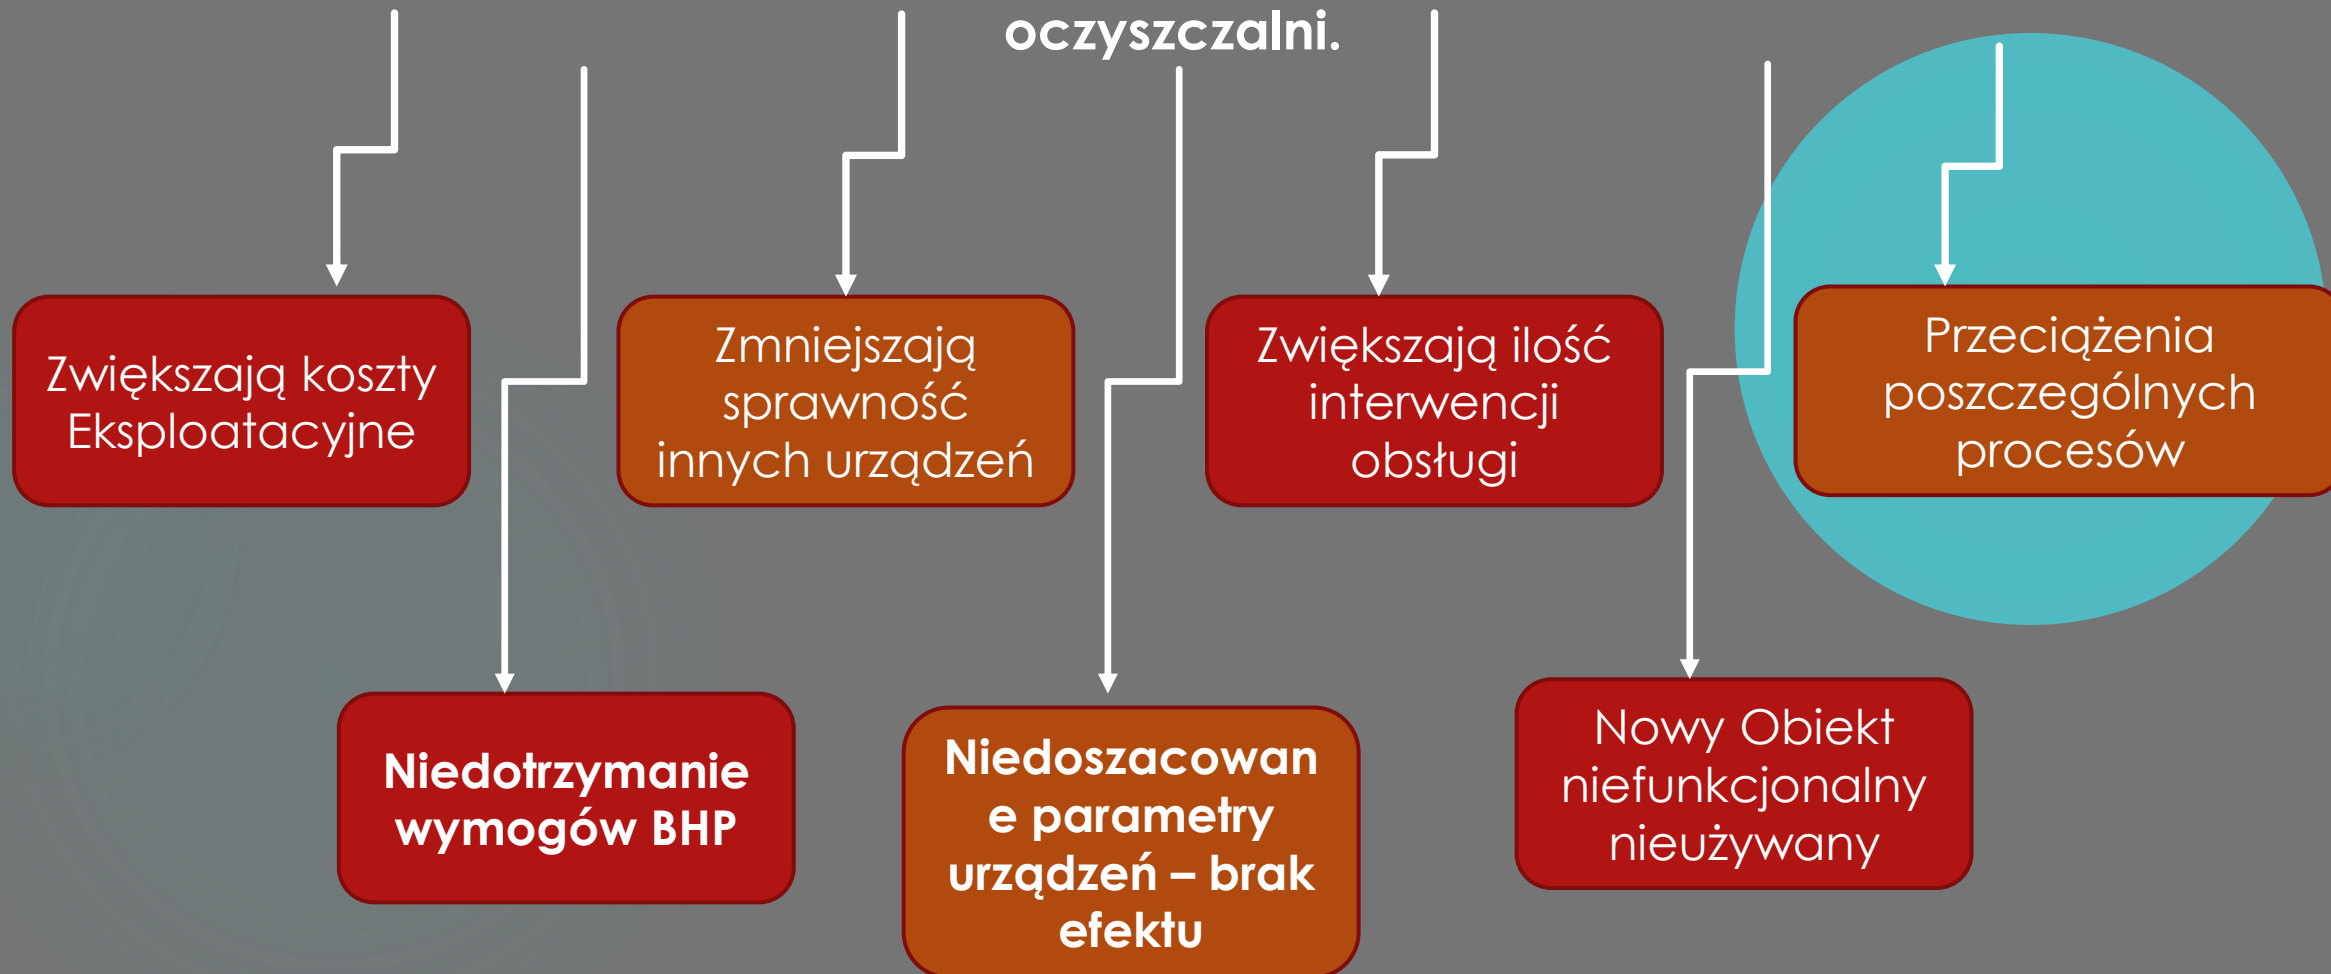 oczyszczalni.
Zwiększają koszty
Eksploatacyjne
Zmniejszają
sprawność
innych urządzeń
Zwiększają ilość
interwencji
obsługi
Przeciążenia
poszczególnych
procesów
Niedotrzymanie
wymogów BHP
Niedoszacowan
e parametry
urządzeń – brak
efektu
Nowy Obiekt
niefunkcjonalny
nieużywany